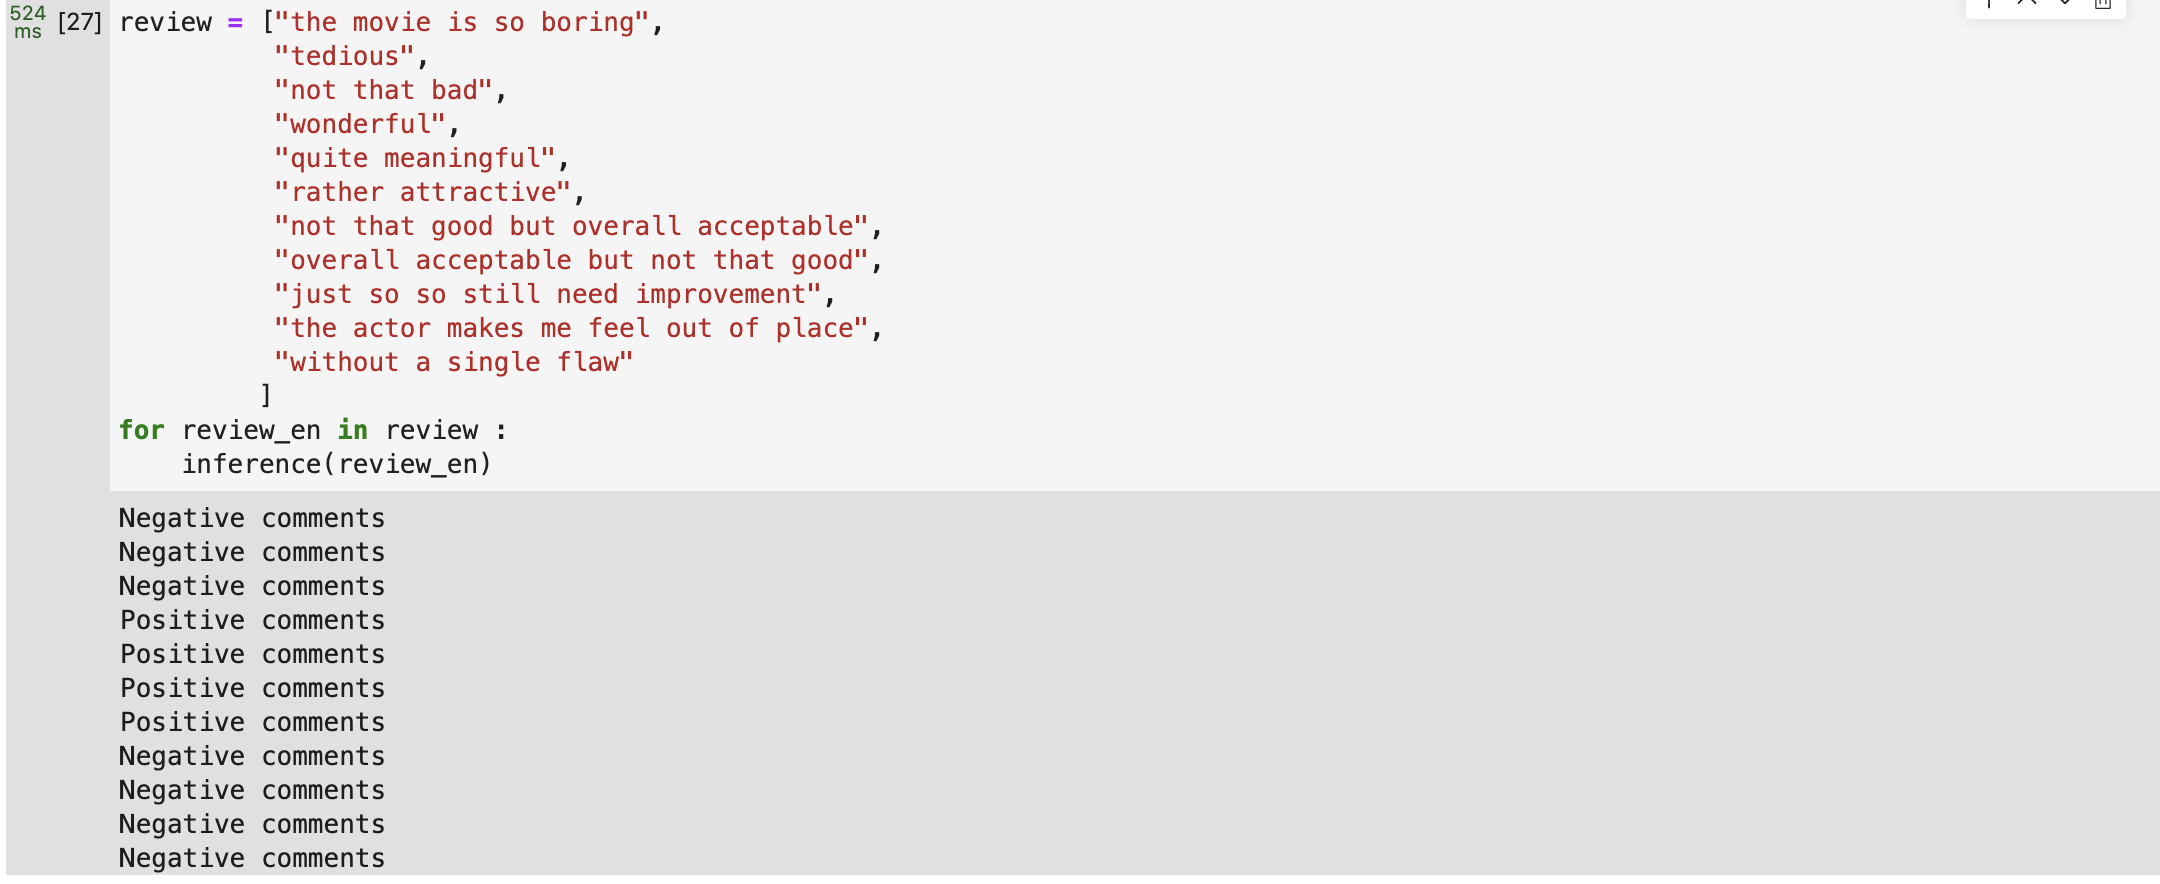 524
ms
[27] review = ["the movie is so boring",
"tedious",
"not that bad",
"wonderful",
"quite meaningful",
"rather attractive",
"not that good but overall acceptable",
"overall acceptable but not that good",
"just so so still need improvement",
"the actor makes me feel out of place",
"without a single flaw"
]
for review_en in review :
inference(review_en)
Negative comments
Negative comments
Negative comments
Positive comments
Positive comments
Positive comments
Positive comments
Negative comments
Negative comments
Negative comments
Negative comments